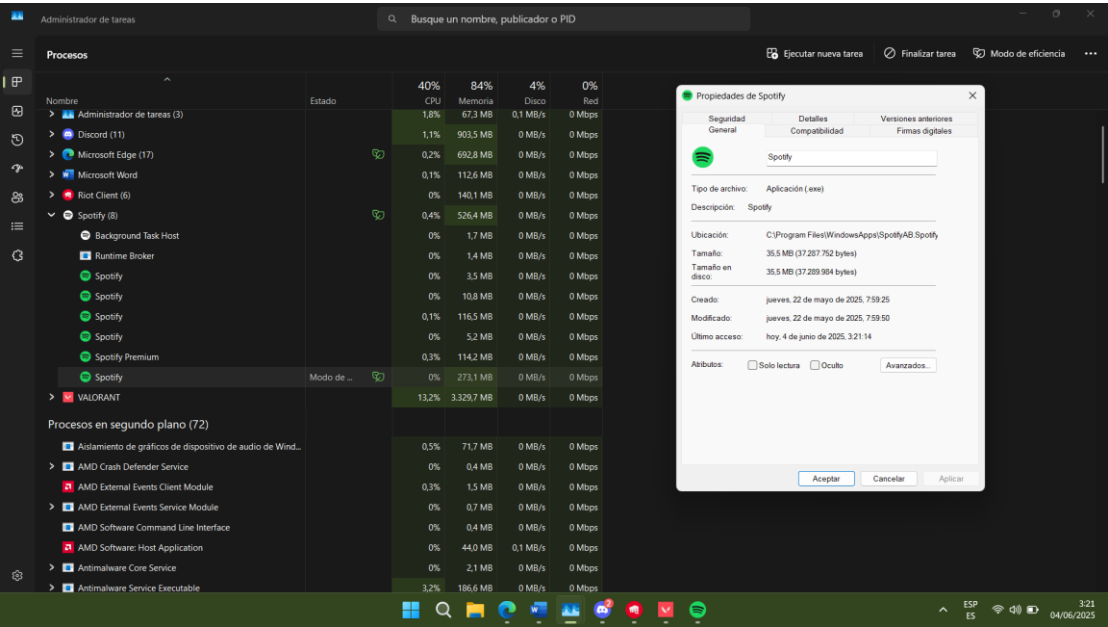 Administrador de tareas
Busque un nombre, publicador o PID
Procesos
Ejecutar nueva tarea
Finalizar tarea
Modo de eficiencia
40% 84% 4% 0%
Nombre Estado CPU Memoria Disco Red
Administrador de tareas (3) 1,8% 67,3 MB 0,1 MB/s 0 Mbps
Discord (11) 1,1% 903,5 MB 0 MB/s 0 Mbps
Microsoft Edge (17) 0,2% 692,8 MB 0 MB/s 0 Mbps
Microsoft Word 0,1% 112,6 MB 0 MB/s 0 Mbps
Riot Client (6) 0% 140,1 MB 0 MB/s 0 Mbps
Spotify (8) 0,4% 526,4 MB 0 MB/s 0 Mbps
Background Task Host 0% 1,7 MB 0 MB/s 0 Mbps
Runtime Broker 0% 1,4 MB 0 MB/s 0 Mbps
Spotify 0% 3,5 MB 0 MB/s 0 Mbps
Spotify 0% 10,8 MB 0 MB/s 0 Mbps
Spotify 0,1% 116,5 MB 0 MB/s 0 Mbps
Spotify 0% 5,2 MB 0 MB/s 0 Mbps
Spotify Premium 0,3% 114,2 MB 0 MB/s 0 Mbps
Spotify Modo de ... 0% 273,1 MB 0 MB/s 0 Mbps
VALORANT 13,2% 3.329,7 MB 0 MB/s 0 Mbps
Procesos en segundo plano (72)
Aislamiento de gráficos de dispositivo de audio de Wind... 0,5% 71,7 MB 0 MB/s 0 Mbps
AMD Crash Defender Service 0% 0,4 MB 0 MB/s 0 Mbps
AMD External Events Client Module 0,3% 1,5 MB 0 MB/s 0 Mbps
AMD External Events Service Module 0% 0,7 MB 0 MB/s 0 Mbps
AMD Software Command Line Interface 0% 0,4 MB 0 MB/s 0 Mbps
AMD Software: Host Application 0% 44,0 MB 0,1 MB/s 0 Mbps
Antimalware Core Service 0% 2,1 MB 0 MB/s 0 Mbps
Antimalware Service Executable 3,2% 186,6 MB 0 MB/s 0 Mbps
Propiedades de Spotify
Seguridad Detalles Versiones anteriores
General Compatibilidad Firmas digitales
Spotify
Tipo de archivo: Aplicación (.exe)
Descripción: Spotify
Ubicación: C:\Program Files\WindowsApps\SpotifyAB.Spotify
Tamaño: 35,5 MB (37.287.752 bytes)
Tamaño en
disco: 35,5 MB (37.289.984 bytes)
Creado: jueves, 22 de mayo de 2025, 7:59:25
Modificado: jueves, 22 de mayo de 2025, 7:59:50
Último acceso: hoy, 4 de junio de 2025, 3:21:14
Atributos: Solo lectura Oculto Avanzados...
Aceptar Cancelar Aplicar
2
ESP
ES
3:21
04/06/2025